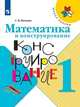 Математика
и конструирование
КОНСТРУИРОВАНИЕ
1